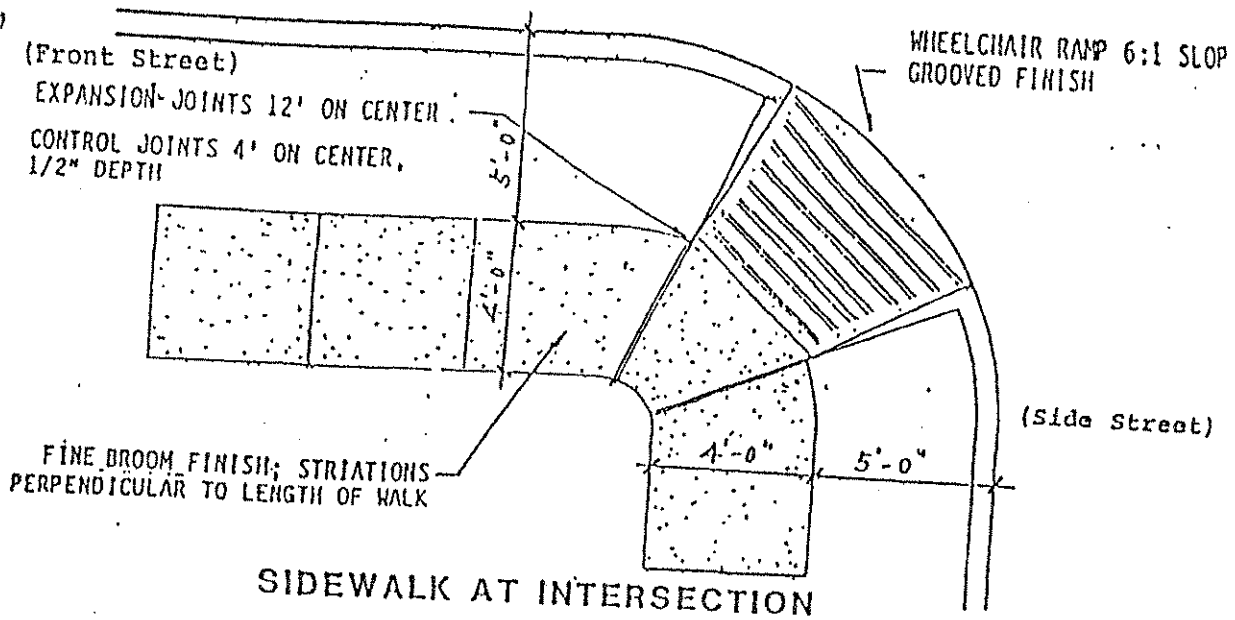 (Front Street)
EXPANSION-JOINTS 12' ON CENTER.
CONTROL JOINTS 4' ON CENTER,
1/2" DEPTH
WHEELCHAIR RAMP 6:1 SLOP
GROOVED FINISH
5'-0"
4'-0"
FINE BROOM FINISH; STRIATIONS
PERPENDICULAR TO LENGTH OF WALK
4'-0"
5'-0"
(Side Street)
SIDEWALK AT INTERSECTION